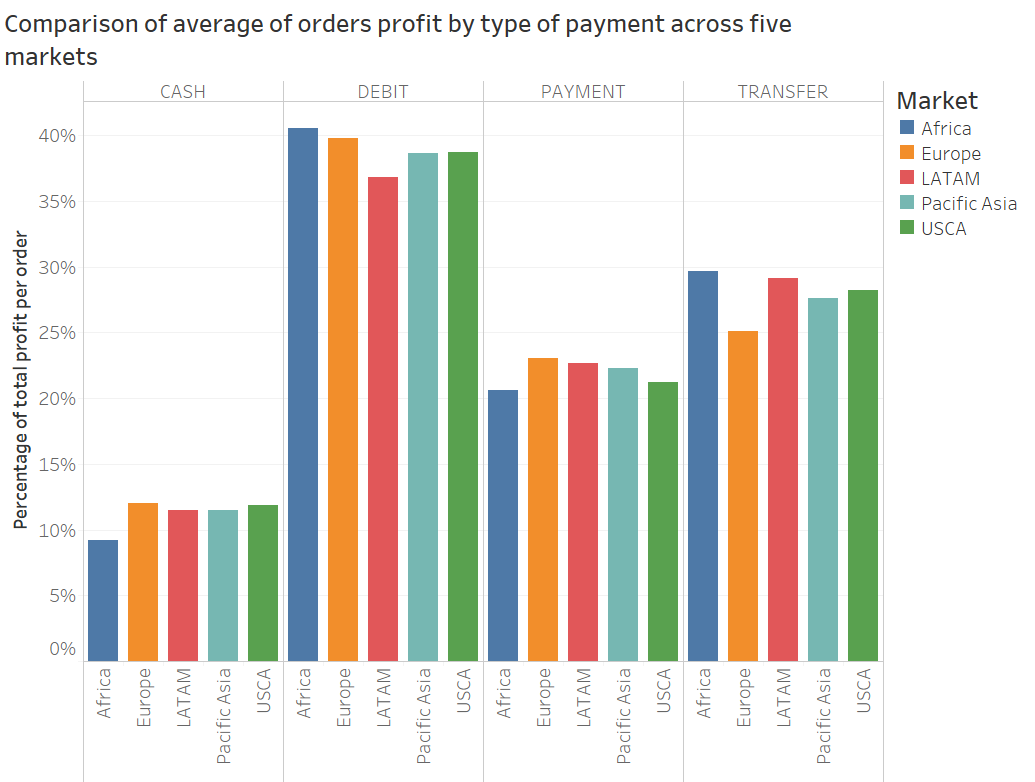 Comparison of average of orders profit by type of payment across five
markets
CASH DEBIT PAYMENT TRANSFER
Market
Africa
Europe
LATAM
Pacific Asia
USCA
Percentage of total profit per order
40%
35%
30%
25%
20%
15%
10%
5%
0%
Africa
Europe
LATAM
Pacific Asia
USCA
Africa
Europe
LATAM
Pacific Asia
USCA
Africa
Europe
LATAM
Pacific Asia
USCA
Africa
Europe
LATAM
Pacific Asia
USCA